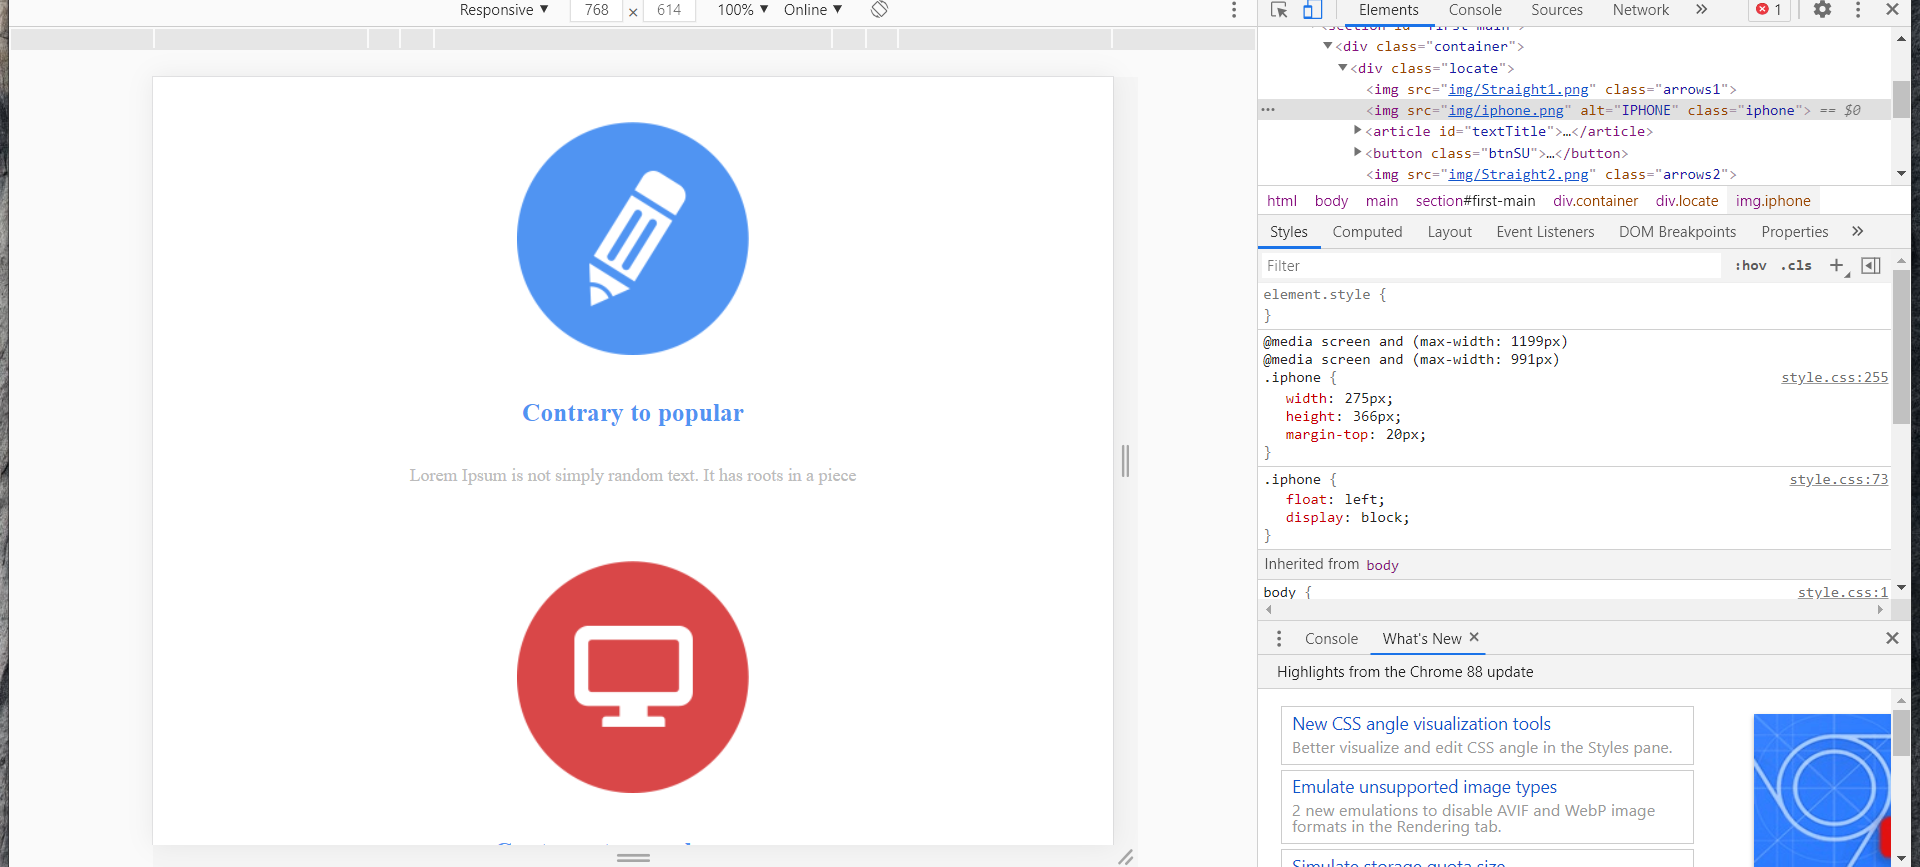 Responsive ▼ 768 × 614 100% ▼ Online ▼
Contrary to popular
Lorem Ipsum is not simply random text. It has roots in a piece
Elements Console Sources Network » 1
▼<div class="container">
▼<div class="locate">
<img src="img/Straight1.png" class="arrows1">
<img src="img/iphone.png" alt="IPHONE" class="iphone"> == $0
▶<article id="textTitle">…</article>
▶<button class="btnSU">…</button>
<img src="img/Straight2.png" class="arrows2">
html body main section#first-main div.container div.locate img.iphone
Styles Computed Layout Event Listeners DOM Breakpoints Properties »
Filter :hov .cls +
element.style {
}
@media screen and (max-width: 1199px)
@media screen and (max-width: 991px)
.iphone { style.css:255
width: 275px;
height: 366px;
margin-top: 20px;
}
.iphone { style.css:73
float: left;
display: block;
}
Inherited from body
body { style.css:1
Console What's New ×
Highlights from the Chrome 88 update
New CSS angle visualization tools
Better visualize and edit CSS angle in the Styles pane.
Emulate unsupported image types
2 new emulations to disable AVIF and WebP image
formats in the Rendering tab.
Simulate storage quota size